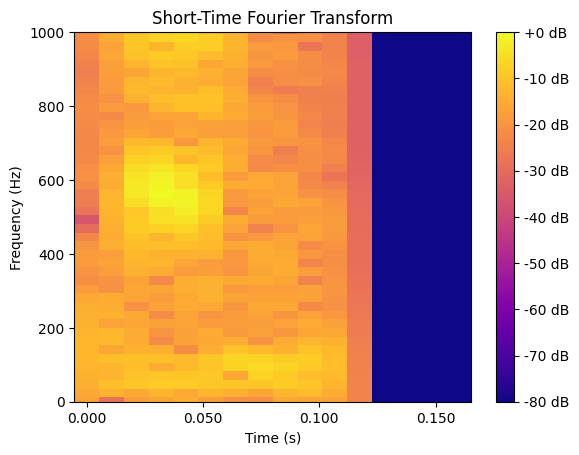 Short-Time Fourier Transform
1000
800
600
400
200
0
Frequency (Hz)
0.000
0.050
0.100
0.150
Time (s)
+0 dB
-10 dB
-20 dB
-30 dB
-40 dB
-50 dB
-60 dB
-70 dB
-80 dB